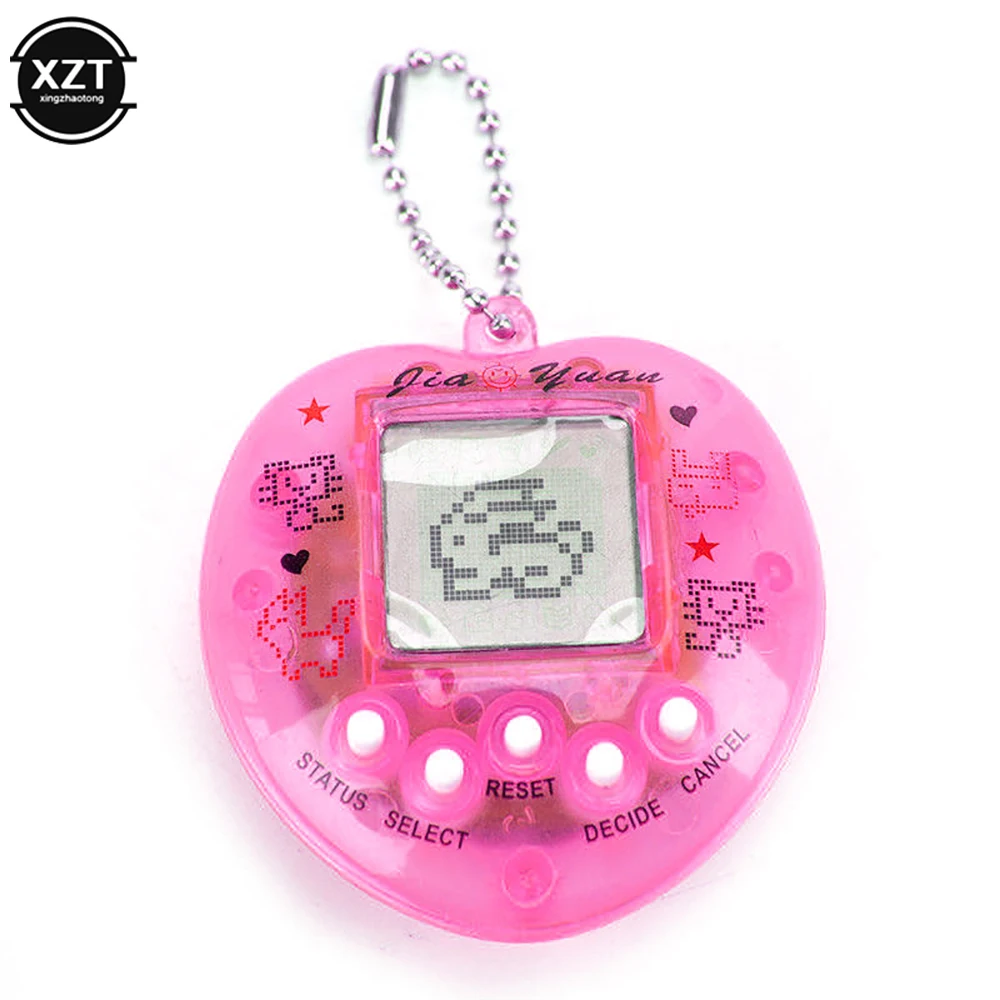 XZT
xingzhaotong
Jia Yuan
STATUS
SELECT
RESET
DECIDE
CANCEL